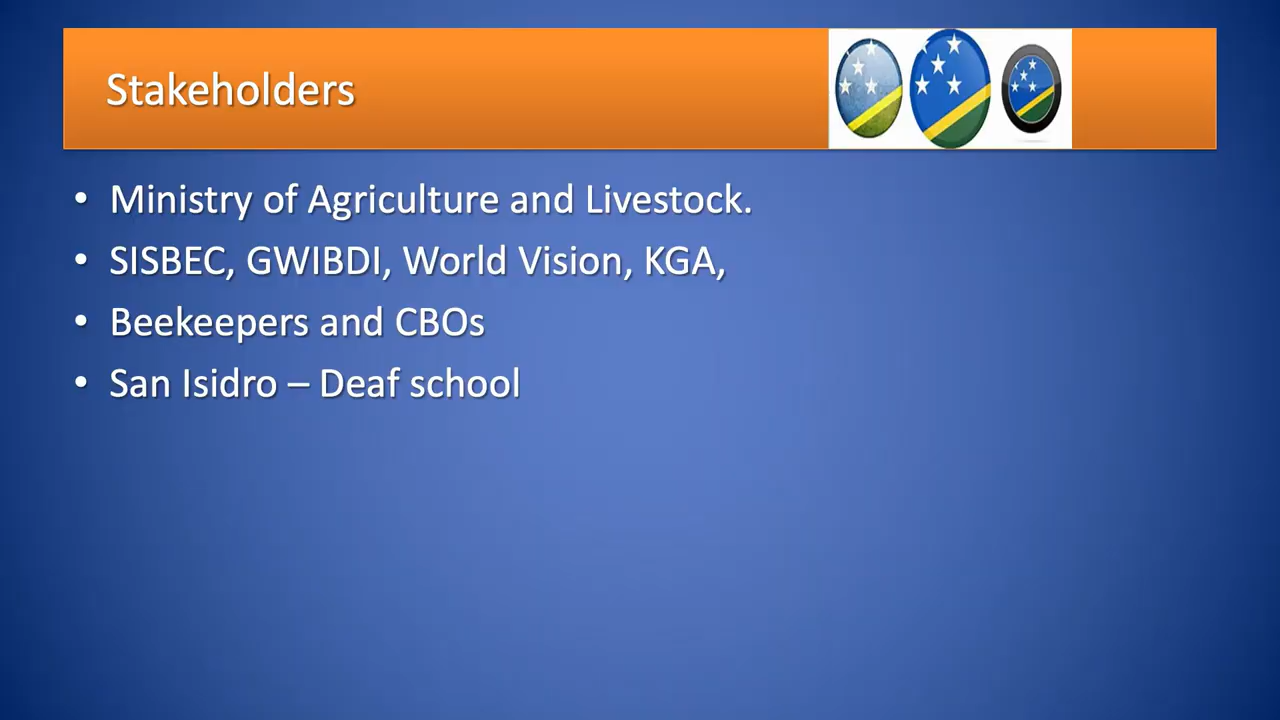 Stakeholders
• Ministry of Agriculture and Livestock.
• SISBEC, GWIBDI, World Vision, KGA,
• Beekeepers and CBOs
• San Isidro – Deaf school